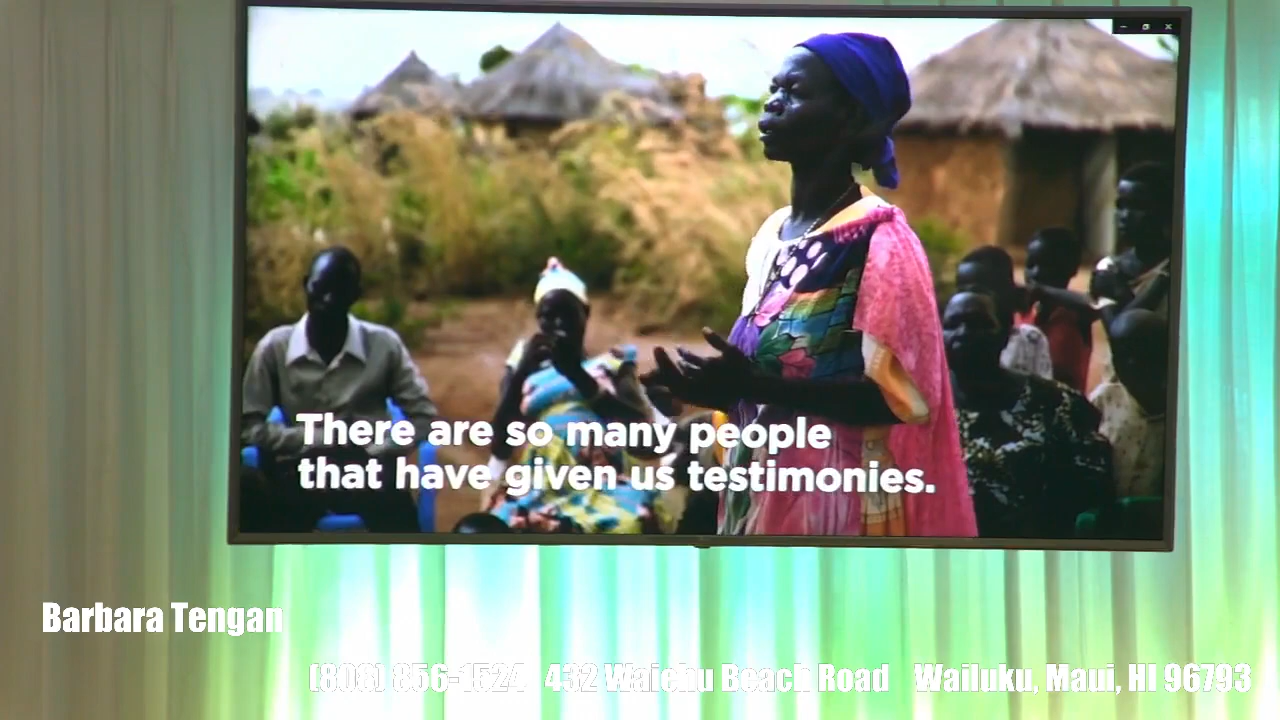 There are so many people
that have given us testimonies.
Barbara Tengan
(808) 856-1524 432 Waiehu Beach Road Wailuku, Maui, HI 96793